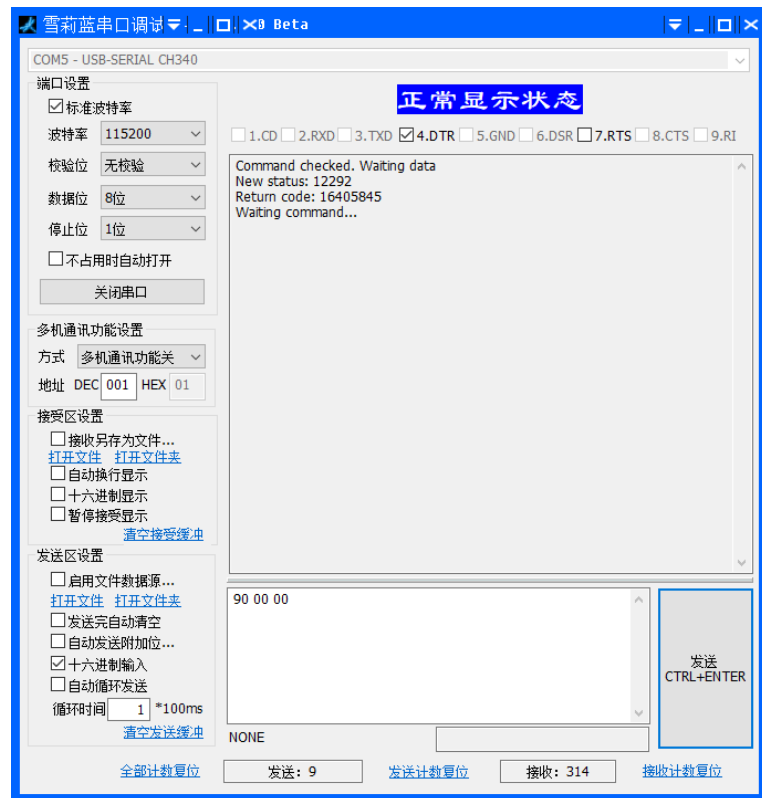 雪莉蓝串口调试
0 Beta
COM5 - USB-SERIAL CH340
端口设置
标准波特率
波特率 115200
校验位 无校验
数据位 8位
停止位 1位
不占用时自动打开
关闭串口
多机通讯功能设置
方式 多机通讯功能关
地址 DEC 001 HEX 01
接受区设置
接收另存为文件...
打开文件 打开文件夹
自动换行显示
十六进制显示
暂停接受显示
清空接受缓冲
发送区设置
启用文件数据源...
打开文件 打开文件夹
发送完自动清空
自动发送附加位...
十六进制输入
自动循环发送
循环时间 1 *100ms
清空发送缓冲
正常显示状态
1.CD 2.RXD 3.TXD 4.DTR 5.GND 6.DSR 7.RTS 8.CTS 9.RI
Command checked. Waiting data
New status: 12292
Return code: 16405845
Waiting command...
90 00 00
发送
CTRL+ENTER
NONE
全部计数复位 发送: 9 发送计数复位 接收: 314 接收计数复位